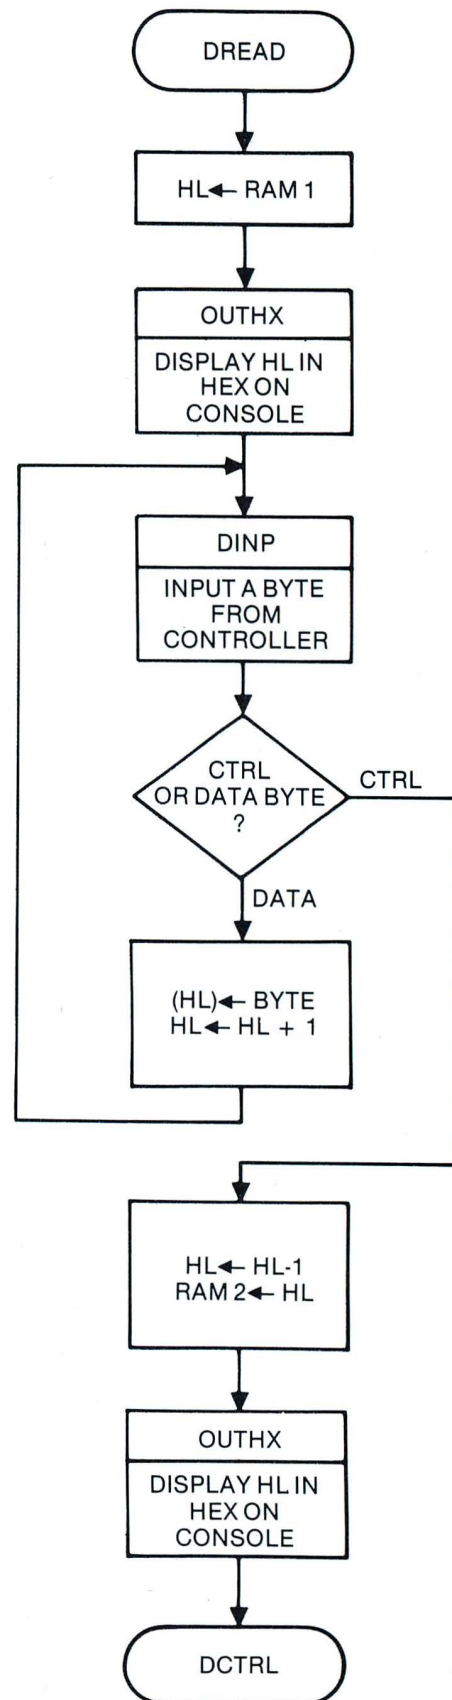 DREAD
HL← RAM 1
OUTHX
DISPLAY HL IN
HEX ON
CONSOLE
DINP
INPUT A BYTE
FROM
CONTROLLER
CTRL
OR DATA BYTE
?
CTRL
DATA
(HL)← BYTE
HL← HL + 1
HL← HL-1
RAM 2← HL
OUTHX
DISPLAY HL IN
HEX ON
CONSOLE
DCTRL